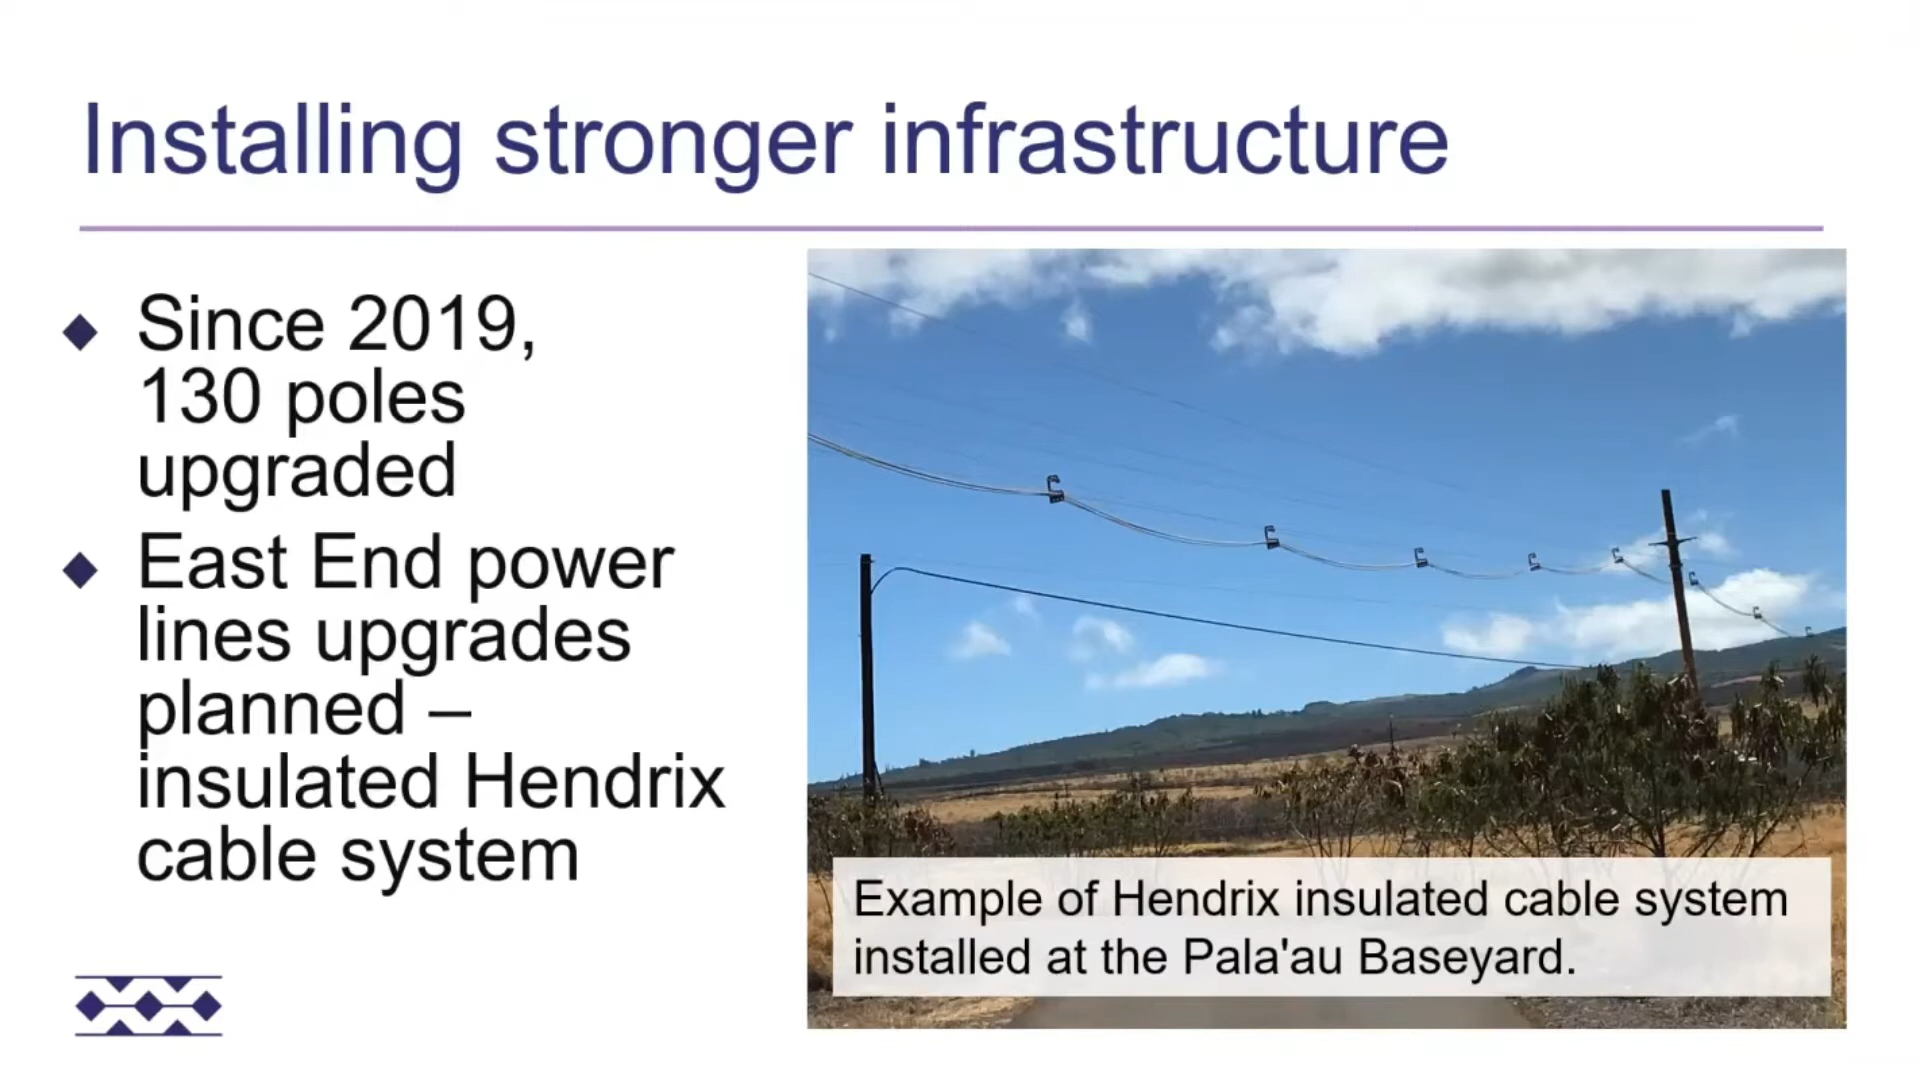 Installing stronger infrastructure
Since 2019,
130 poles
upgraded
East End power
lines upgrades
planned –
insulated Hendrix
cable system
Example of Hendrix insulated cable system
installed at the Pala'au Baseyard.